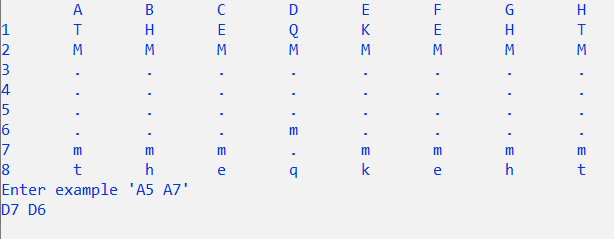 A B C D E F G H
1 T H E Q K E H T
2 M M M M M M M M
3 . . . . . . . .
4 . . . . . . . .
5 . . . . . . . .
6 . . . m . . . .
7 m m m . m m m m
8 t h e q k e h t
Enter example 'A5 A7'
D7 D6